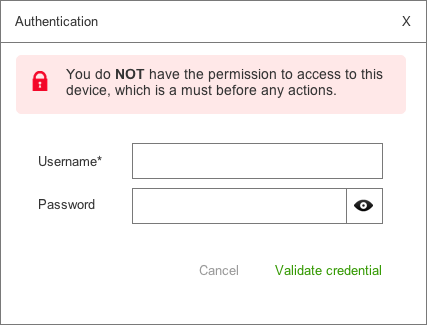 Authentication X
You do NOT have the permission to access to this
device, which is a must before any actions.
Username*
Password
Cancel Validate credential